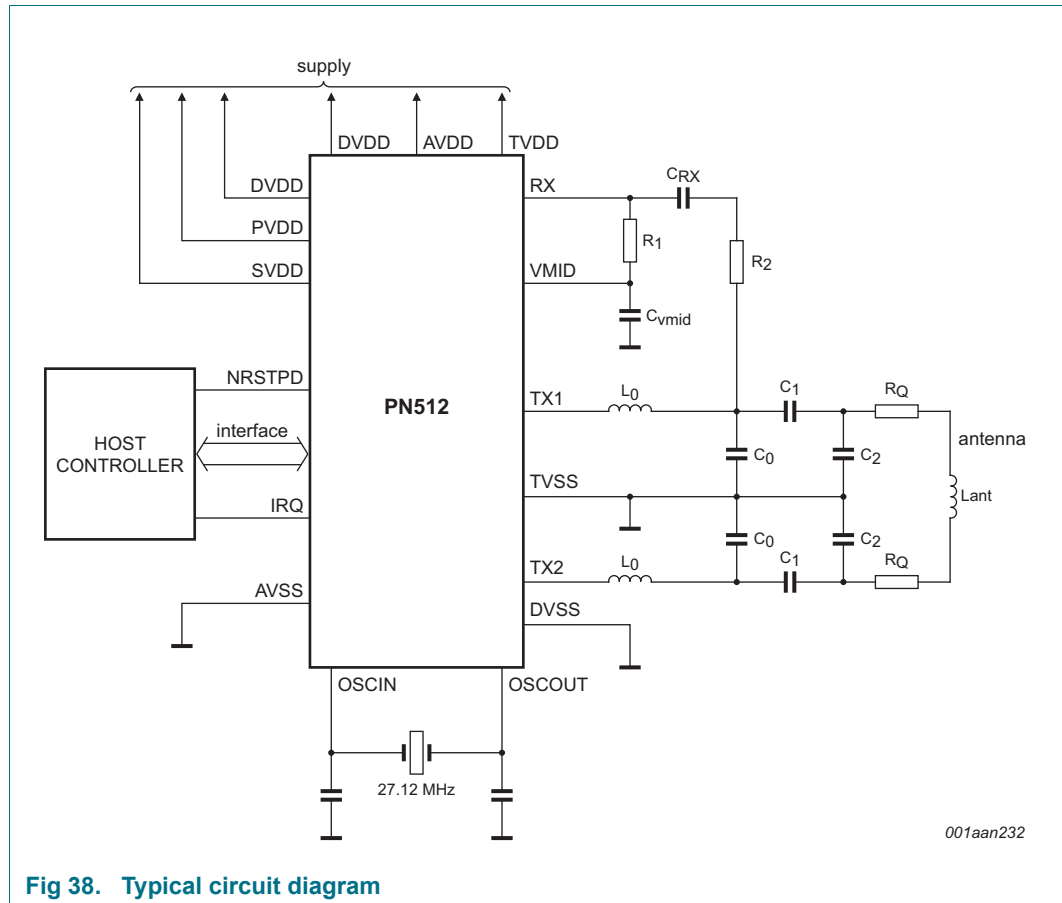 supply
DVDD
AVDD
TVDD
DVDD
PVDD
SVDD
RX
CRX
R1
R2
VMID
Cvmid
HOST
CONTROLLER
NRSTPD
interface
IRQ
PN512
TX1
L0
C1
RQ
antenna
C0
C2
TVSS
Lant
C0
C2
TX2
L0
C1
RQ
AVSS
DVSS
OSCIN
OSCOUT
27.12 MHz
001aan232
Fig 38. Typical circuit diagram